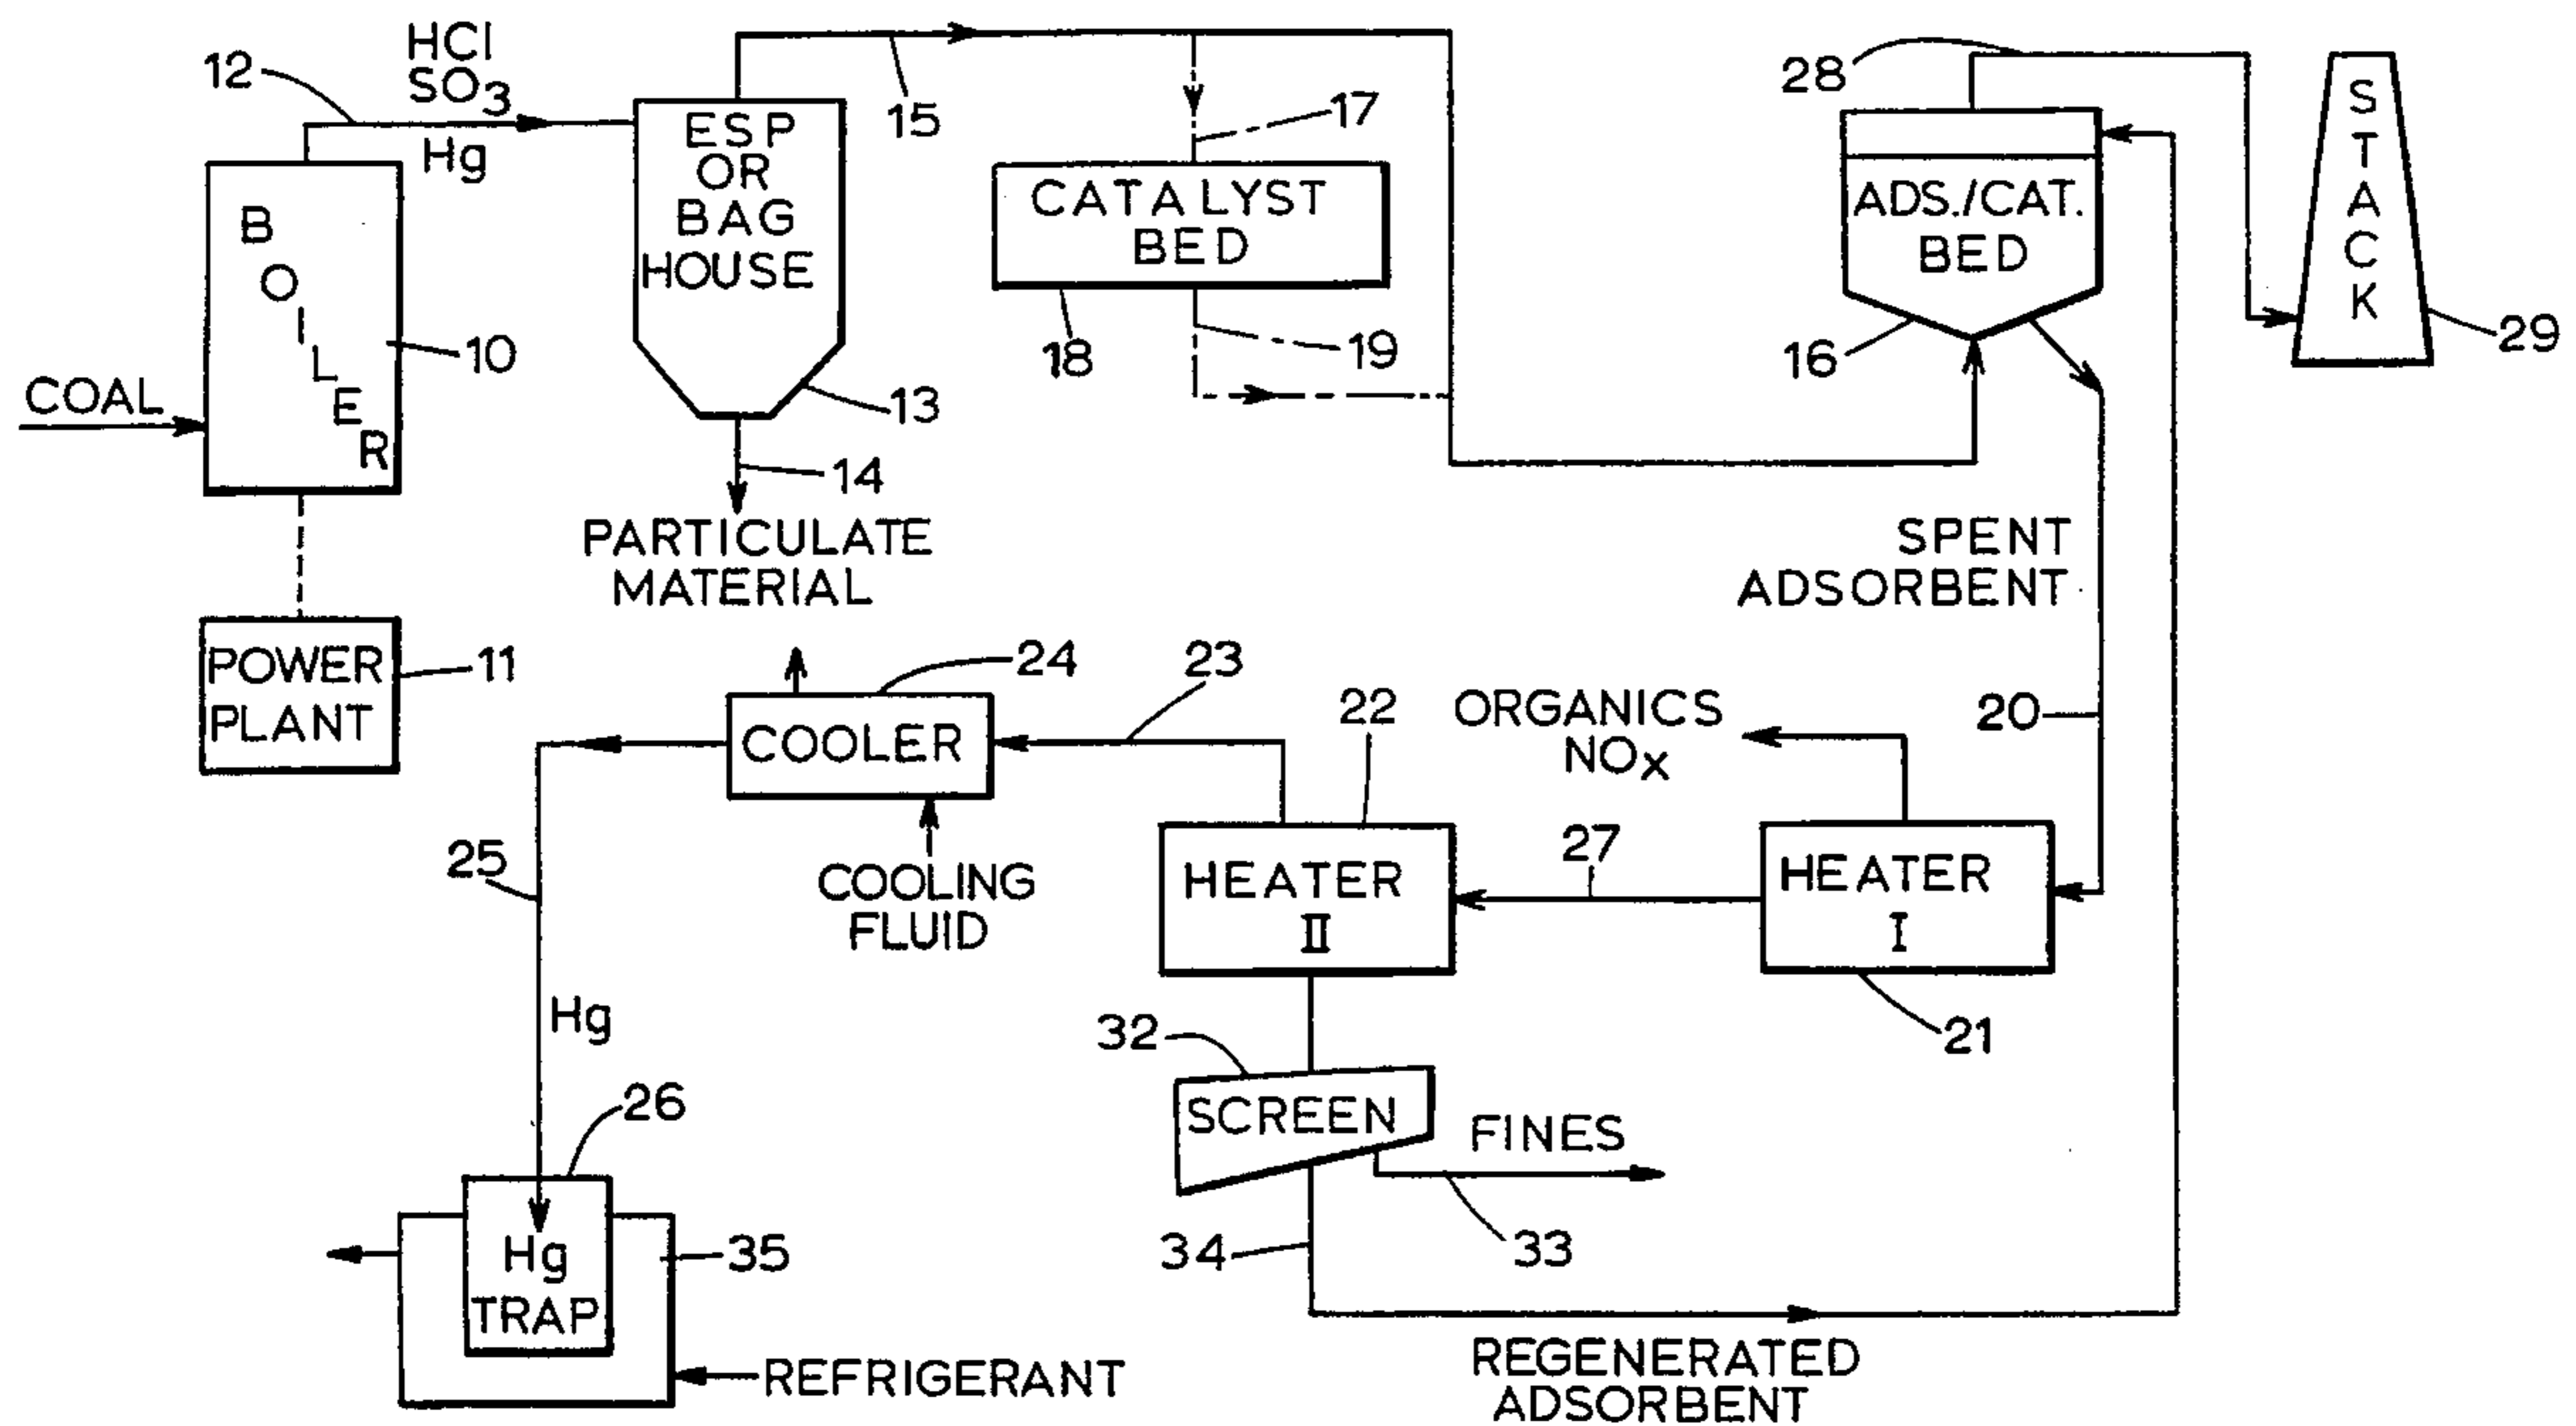 HCl
SO3
12
Hg
BOILER
10
COAL
POWER
PLANT
11
ESP
OR
BAG
HOUSE
13
14
PARTICULATE
MATERIAL
15
17
CATALYST
BED
18
19
28
ADS./CAT.
BED
16
STACK
29
SPENT
ADSORBENT
20
24
COOLER
23
22
ORGANICS
NOx
25
COOLING
FLUID
HEATER
II
27
HEATER
I
21
Hg
32
SCREEN
FINES
33
34
26
Hg
TRAP
35
REFRIGERANT
REGENERATED
ADSORBENT